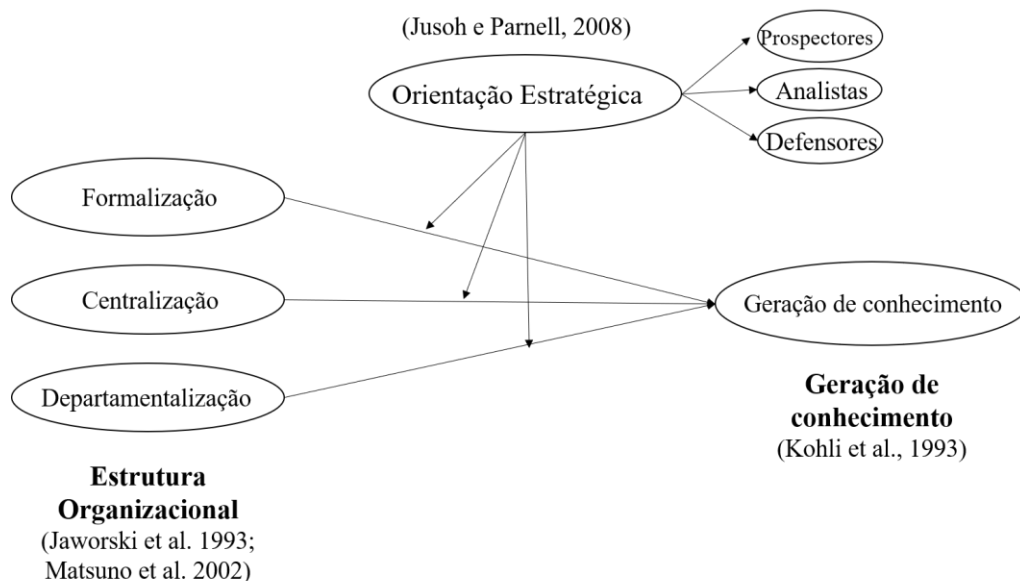 (Jusoh e Parnell, 2008)
Orientação Estratégica
Prospectores
Analistas
Defensores
Formalização
Centralização
Departamentalização
Geração de conhecimento
Estrutura
Organizacional
(Jaworski et al. 1993;
Matsuno et al. 2002)
Geração de
conhecimento
(Kohli et al., 1993)